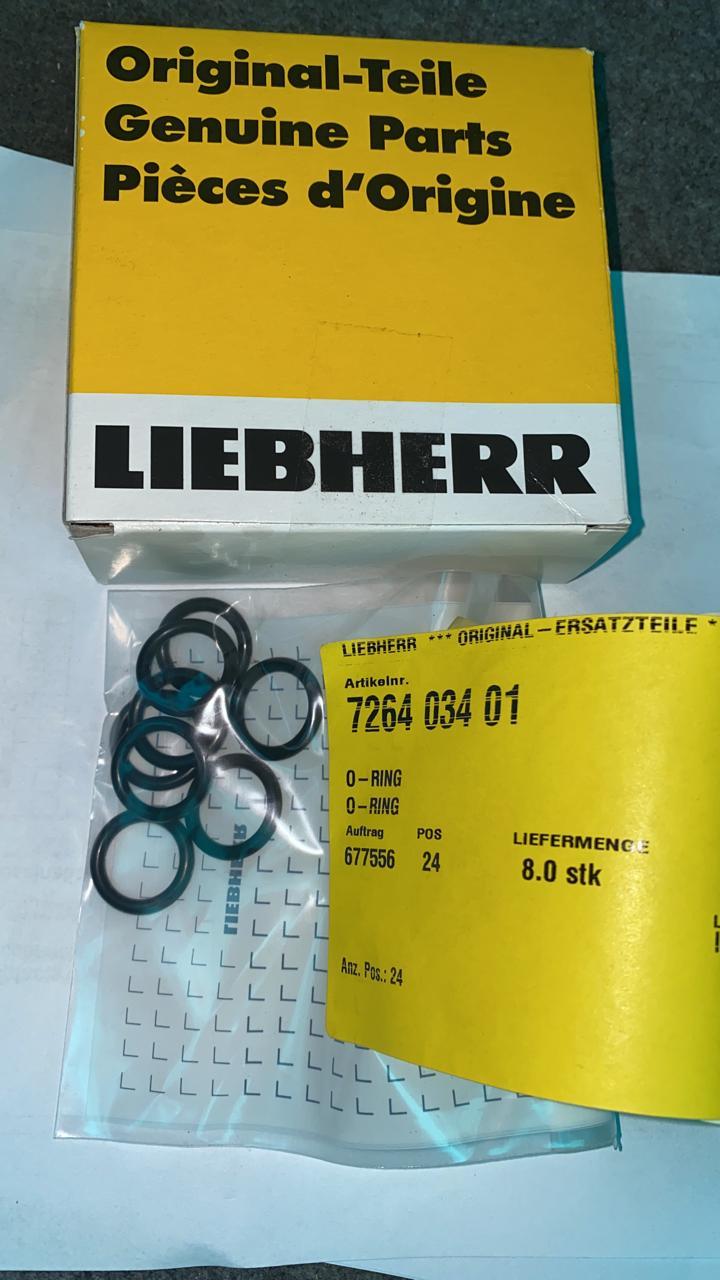 Original-Teile
Genuine Parts
Pièces d'Origine
LIEBHERR
LIEBHERR *** ORIGINAL-ERSATZTEILE *
Artikelnr.
7264 034 01
O-RING
O-RING
Auftrag POS LIEFERMENGE
677556 24 8.0 stk
Anz. Pos.: 24
LIEBHERR